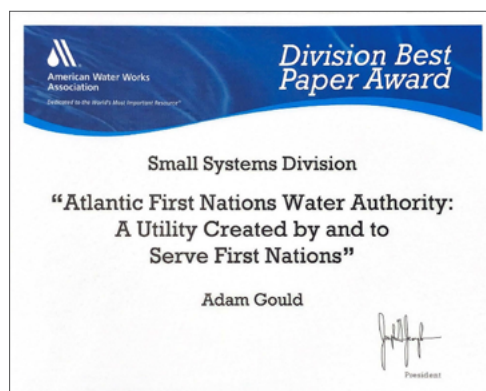 American Water Works
Association
Dedicated to the World's Most Important Resource®
Division Best
Paper Award
Small Systems Division
“Atlantic First Nations Water Authority:
A Utility Created by and to
Serve First Nations”
Adam Gould
President